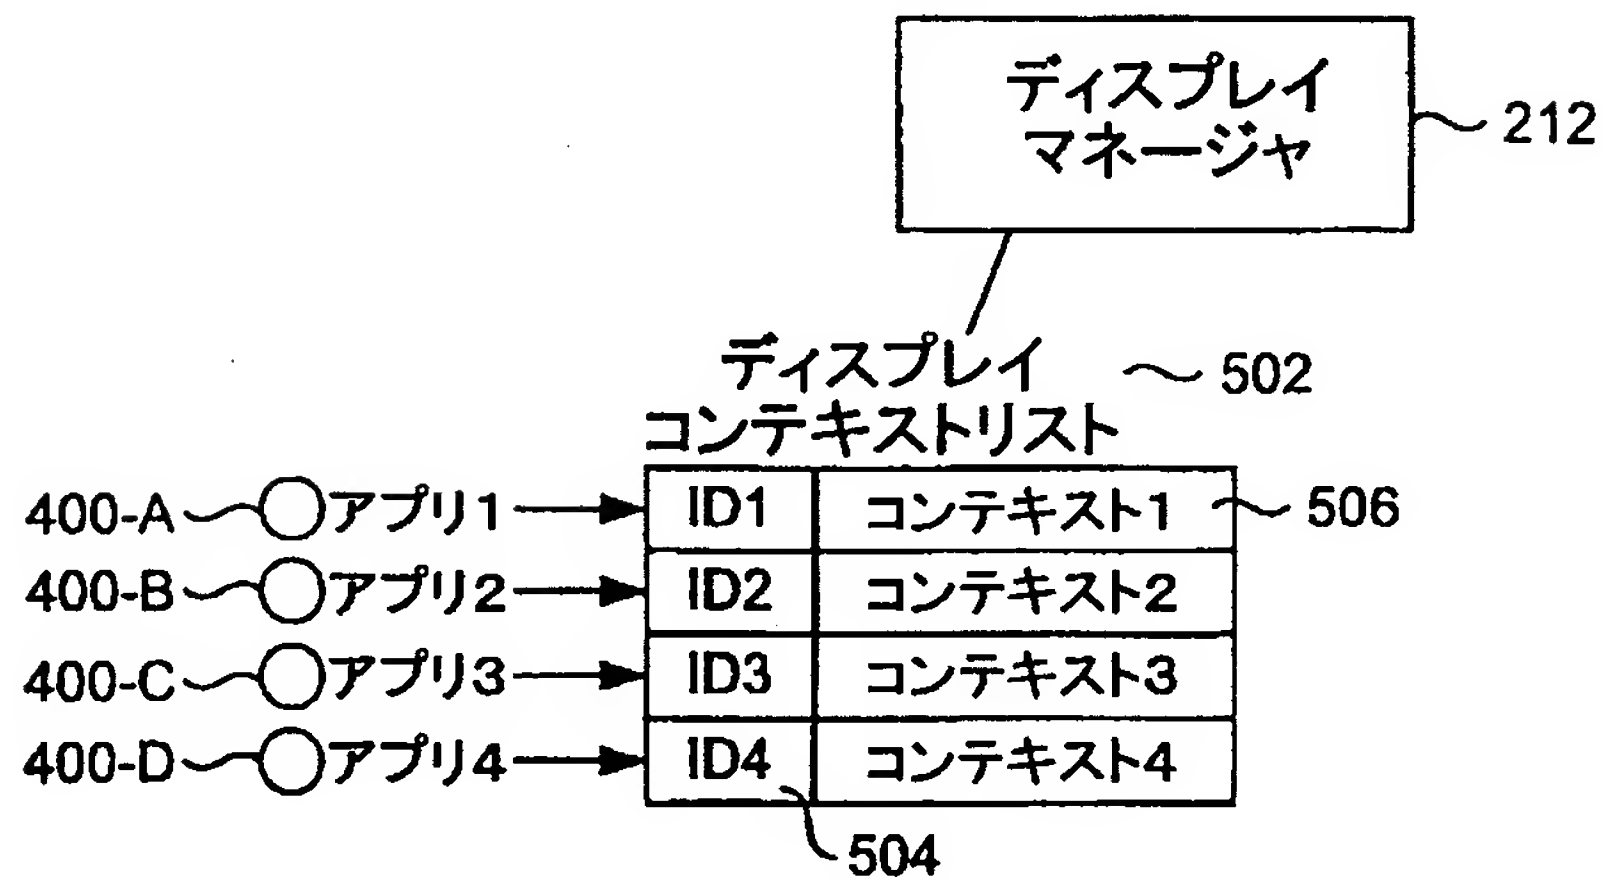 ディスプレイ
マネージャ
212
ディスプレイ
コンテキストリスト
502
400-A アプリ1 ID1 コンテキスト1 506
400-B アプリ2 ID2 コンテキスト2
400-C アプリ3 ID3 コンテキスト3
400-D アプリ4 ID4 コンテキスト4
504